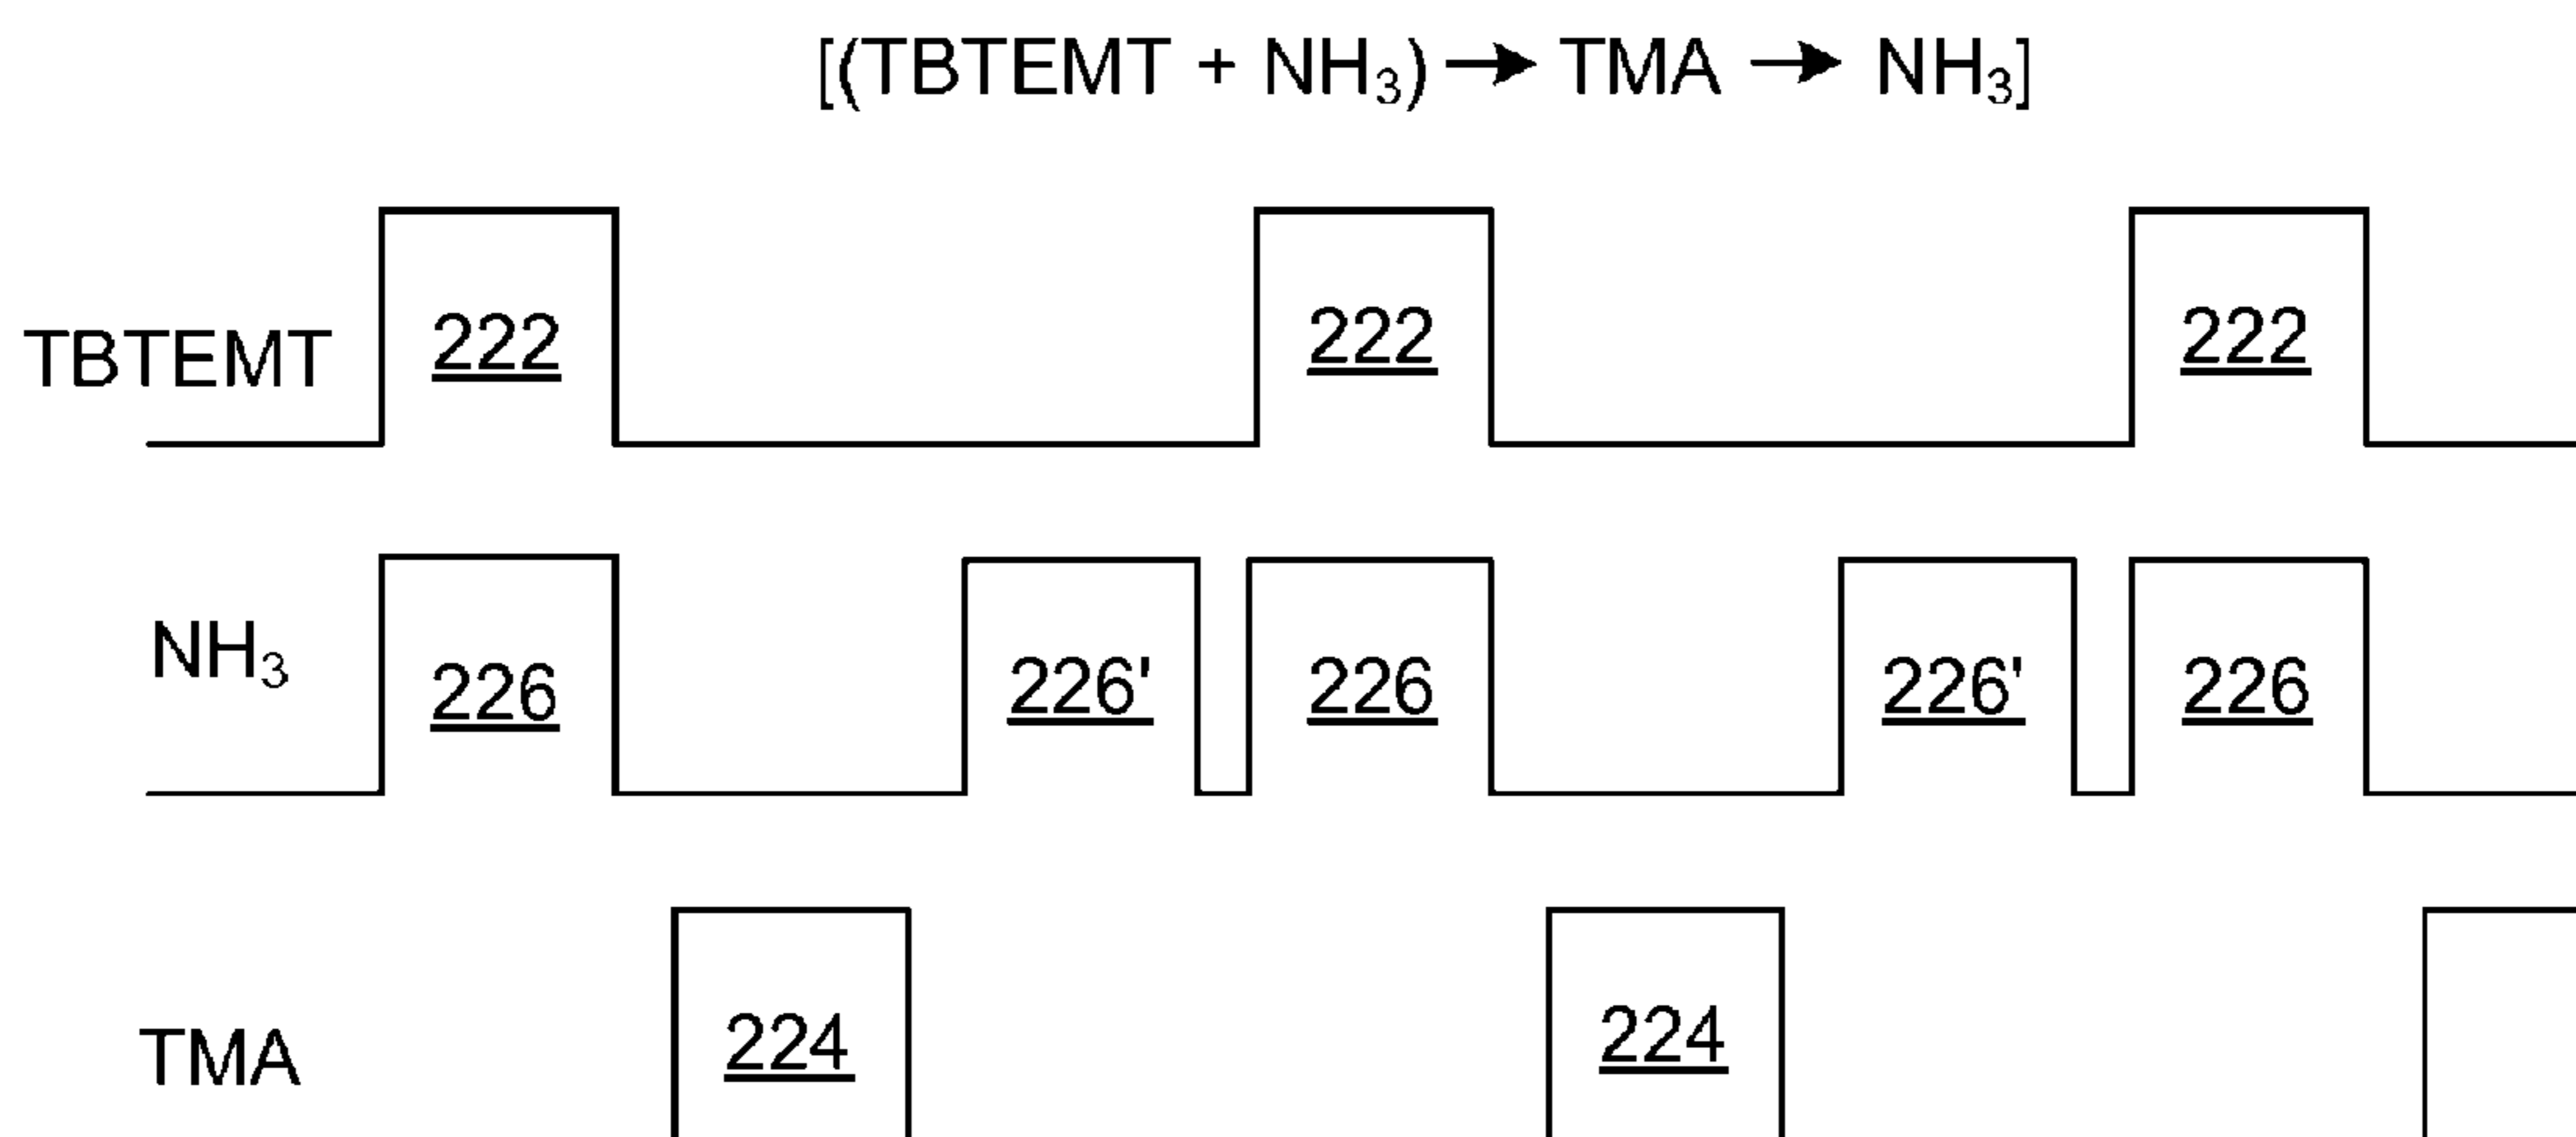 [(TBTEMT + NH₃) → TMA → NH₃]
TBTEMT 222 222 222
NH₃ 226 226' 226 226' 226
TMA 224 224